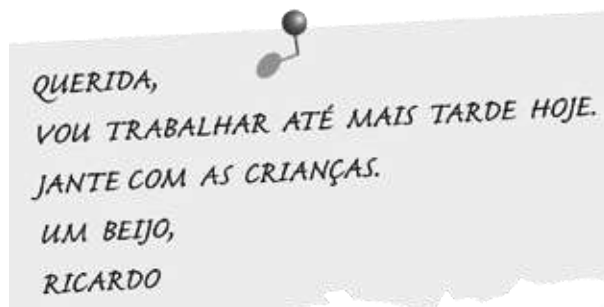 QUERIDA,
VOU TRABALHAR ATÉ MAIS TARDE HOJE.
JANTE COM AS CRIANÇAS.
UM BEIJO,
RICARDO